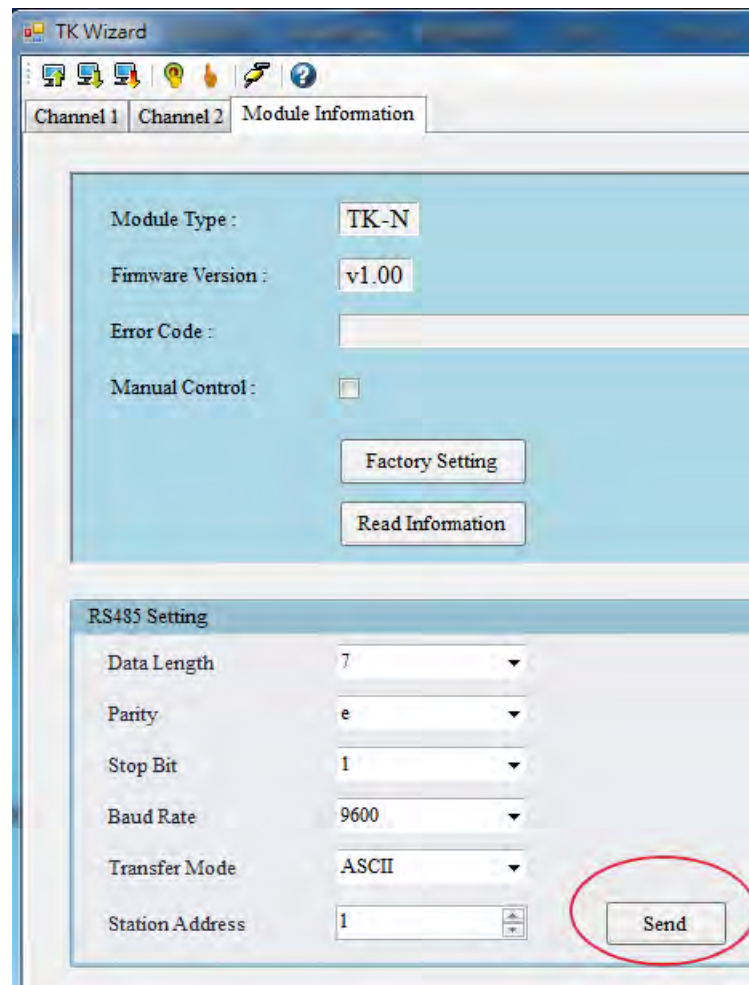 TK Wizard
Channel 1 Channel 2 Module Information
Module Type : TK-N
Firmware Version : v1.00
Error Code :
Manual Control :
Factory Setting
Read Information
RS485 Setting
Data Length 7
Parity e
Stop Bit 1
Baud Rate 9600
Transfer Mode ASCII
Station Address 1 Send